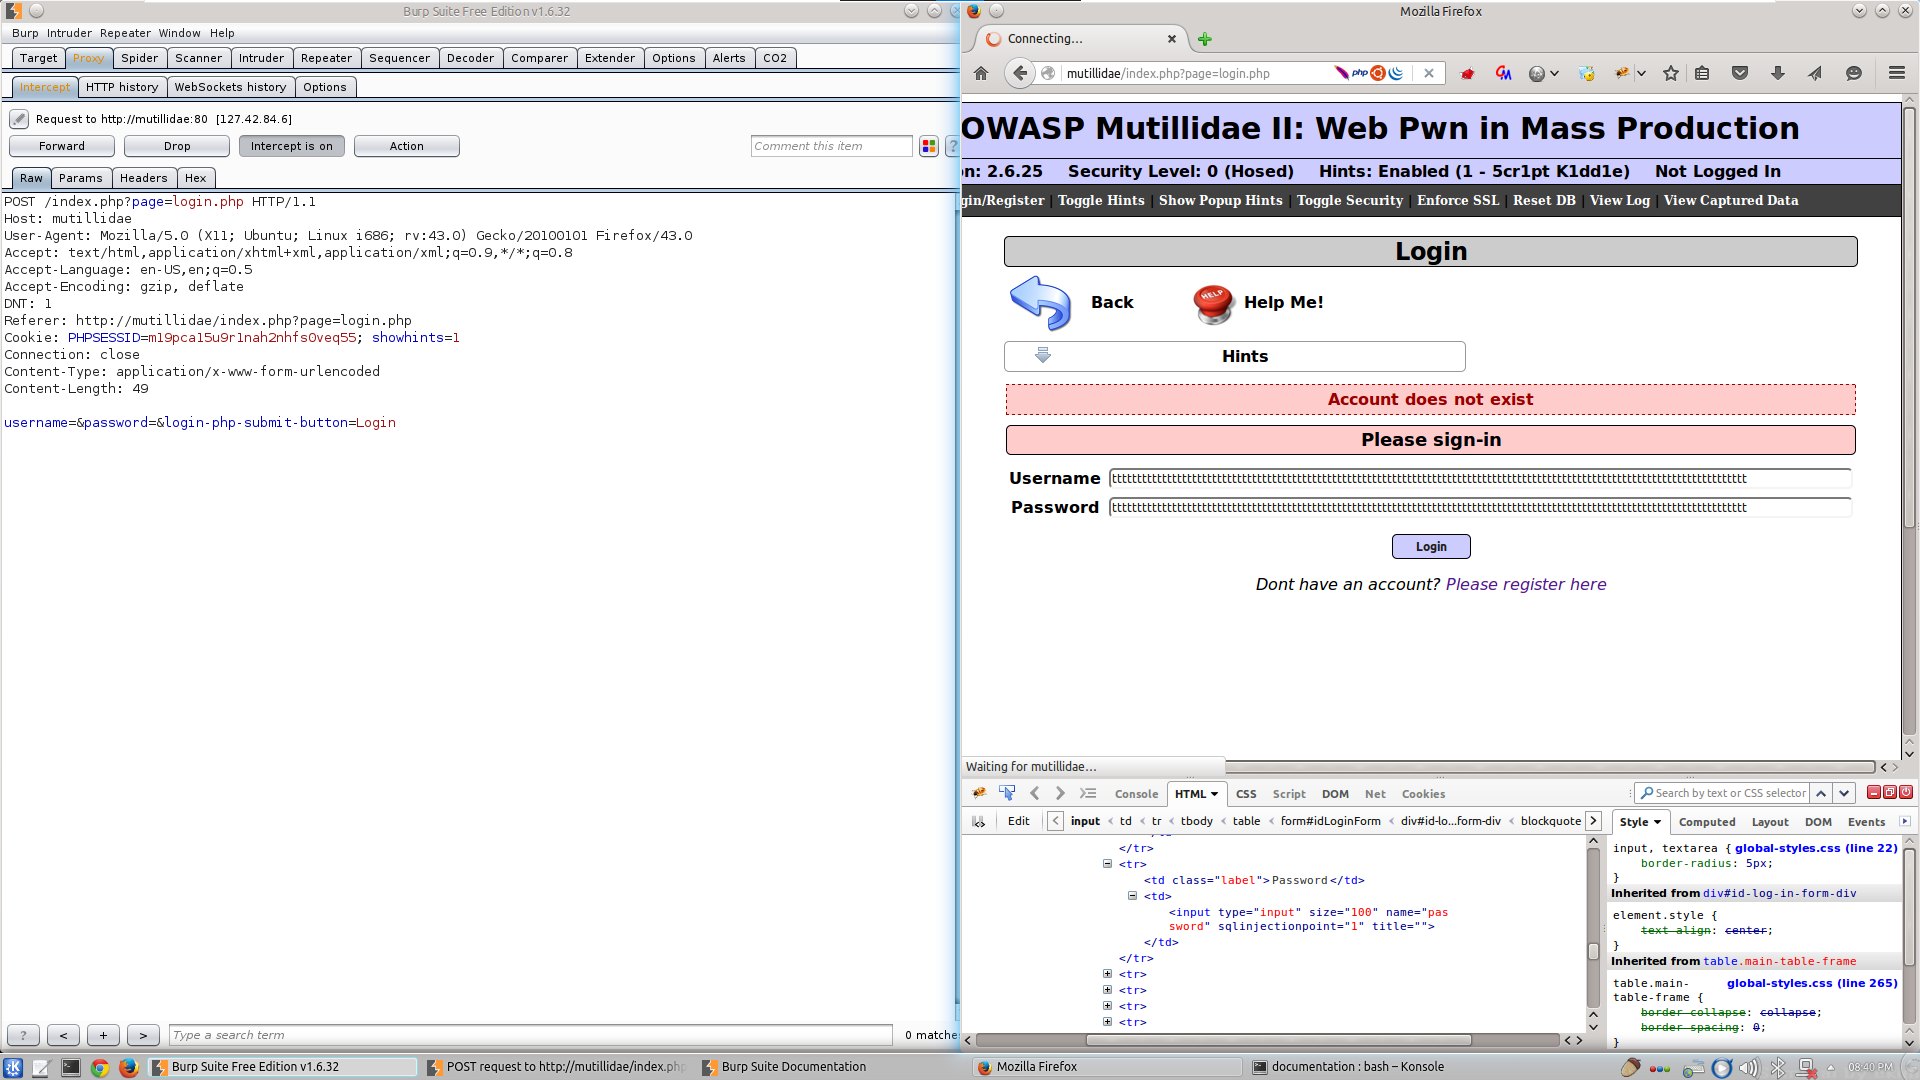 Burp Suite Free Edition v1.6.32
Burp Intruder Repeater Window Help
Target Proxy Spider Scanner Intruder Repeater Sequencer Decoder Comparer Extender Options Alerts CO2
Intercept HTTP history WebSockets history Options
Request to http://mutillidae:80 [127.42.84.6]
Forward Drop Intercept is on Action Comment this item ?
Raw Params Headers Hex
POST /index.php?page=login.php HTTP/1.1
Host: mutillidae
User-Agent: Mozilla/5.0 (X11; Ubuntu; Linux i686; rv:43.0) Gecko/20100101 Firefox/43.0
Accept: text/html,application/xhtml+xml,application/xml;q=0.9,*/*;q=0.8
Accept-Language: en-US,en;q=0.5
Accept-Encoding: gzip, deflate
DNT: 1
Referer: http://mutillidae/index.php?page=login.php
Cookie: PHPSESSID=m19pca15u9r1nah2nhfs0veq55; showhints=1
Connection: close
Content-Type: application/x-www-form-urlencoded
Content-Length: 49
username=&password=&login-php-submit-button=Login
? < + > Type a search term 0 matche
Mozilla Firefox
Connecting...
mutillidae/index.php?page=login.php php
OWASP Mutillidae II: Web Pwn in Mass Production
n: 2.6.25 Security Level: 0 (Hosed) Hints: Enabled (1 - 5cr1pt K1dd1e) Not Logged In
gin/Register | Toggle Hints | Show Popup Hints | Toggle Security | Enforce SSL | Reset DB | View Log | View Captured Data
Login
Back HELP Help Me!
Hints
Account does not exist
Please sign-in
Username
Password
Login
Dont have an account? Please register here
Waiting for mutillidae...
Console HTML CSS Script DOM Net Cookies Search by text or CSS selector
Edit < input < td < tr < tbody < table < form#idLoginForm < div#id-lo...form-div < blockquote >
</tr>
<tr>
<td class="label">Password</td>
<td>
<input type="input" size="100" name="pas
sword" sqlinjectionpoint="1" title="">
</td>
</tr>
<tr>
<tr>
<tr>
<tr>
Style Computed Layout DOM Events
input, textarea { global-styles.css (line 22)
border-radius: 5px;
}
Inherited from div#id-log-in-form-div
element.style {
text-align: center;
}
Inherited from table.main-table-frame
table.main- global-styles.css (line 265)
table-frame {
border-collapse: collapse;
border-spacing: 0;
}
Burp Suite Free Edition v1.6.32 POST request to http://mutillidae/index.php Burp Suite Documentation Mozilla Firefox documentation : bash – Konsole 08:40 PM